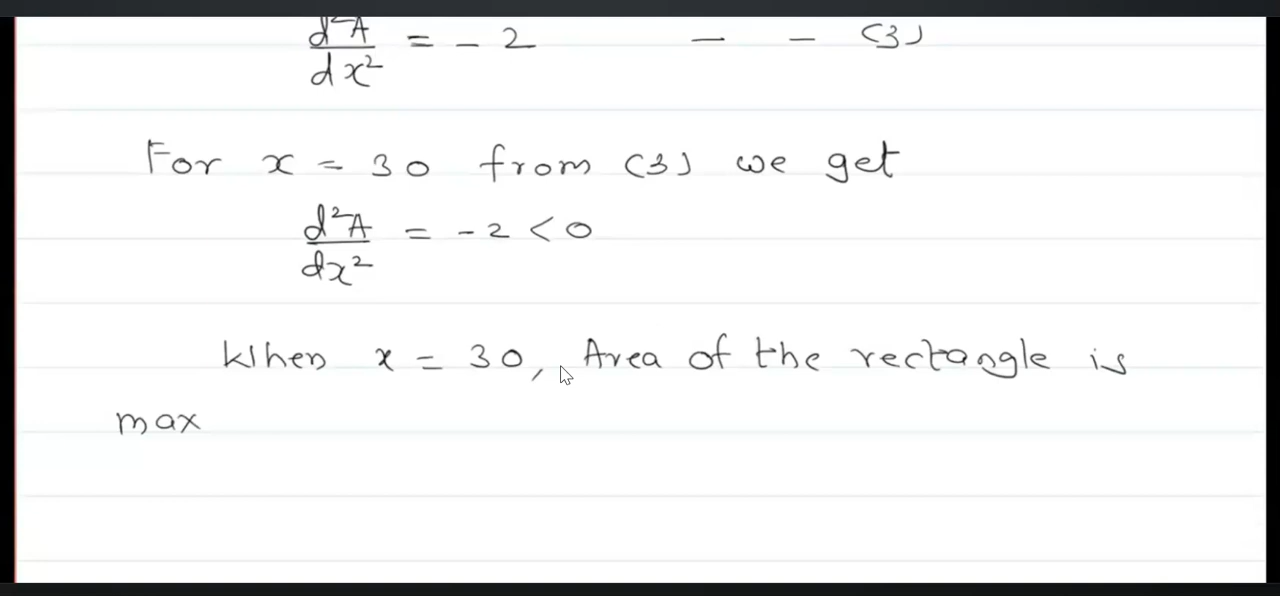 d²A/dx² = - 2 — – (3)
For x = 30 from (3) we get
d²A/dx² = - 2 < 0
When x = 30, Area of the rectangle is
max